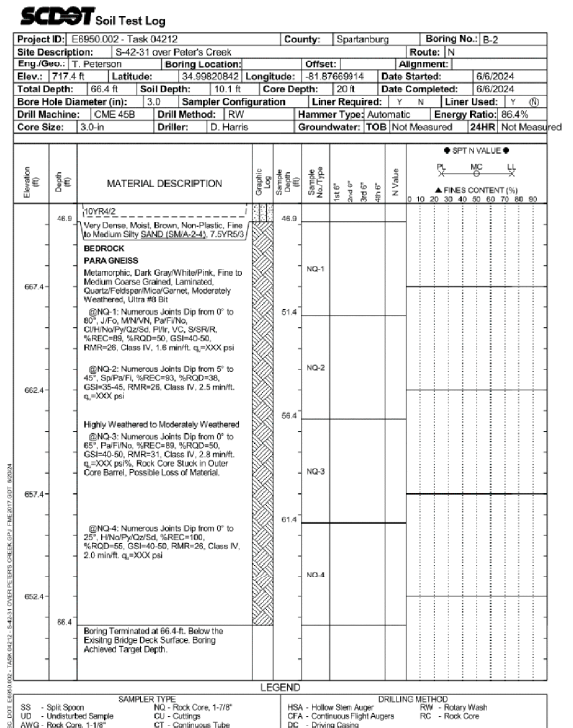 SCDOT Soil Test Log
Project ID: E6950.002 - Task 04212 County: Spartanburg Boring No.: B-2
Site Description: S-42-31 over Peter's Creek Route: N
Eng./Geo.: T. Peterson Boring Location: Offset: Alignment:
Elev.: 717.4 ft Latitude: 34.99820842 Longitude: -81.87669914 Date Started: 6/6/2024
Total Depth: 66.4 ft Soil Depth: 10.1 ft Core Depth: 20 ft Date Completed: 6/6/2024
Bore Hole Diameter (in): 3.0 Sampler Configuration Liner Required: Y N Liner Used: Y N
Drill Machine: CME 45B Drill Method: RW Hammer Type: Automatic Energy Ratio: 86.4%
Core Size: 3.0-in Driller: D. Harris Groundwater: TOB Not Measured 24HR Not Measured
Elevation (ft)
Depth (ft)
MATERIAL DESCRIPTION
Graphic Log
Sample Depth (ft)
Sample No./Type
1st 6"
2nd 6"
3rd 6"
4th 6"
N Value
● SPT N VALUE ●
PL MC LL
▲ FINES CONTENT (%)
0 10 20 30 40 50 60 70 80 90
10YR4/2
46.9 46.9
Very Dense, Moist, Brown, Non-Plastic, Fine
to Medium Silty SAND (SM/A-2-4), 7.5YR5/3
BEDROCK
PARA GNEISS
Metamorphic, Dark Gray/White/Pink, Fine to
Medium Coarse Grained, Laminated,
Quartz/Feldspar/Mica/Garnet, Moderately
Weathered, Ultra #8 Bit
NQ-1
667.4
@NQ-1: Numerous Joints Dip from 0° to
80°, J/Fo, M/N/VN, Pa/Fi/No,
Cl/H/No/Py/Qz/Sd, Pl/Ir, VC, S/SR/R,
%REC=89, %RQD=50, GSI=40-50,
RMR=26, Class IV, 1.6 min/ft. q_u=XXX psi
51.4
@NQ-2: Numerous Joints Dip from 5° to
45°, Sp/Pa/Fi, %REC=93, %RQD=38,
GSI=35-45, RMR=26, Class IV, 2.5 min/ft.
q_u=XXX psi
NQ-2
662.4
56.4
Highly Weathered to Moderately Weathered
@NQ-3: Numerous Joints Dip from 0° to
65°, Pa/Fi/No, %REC=89, %RQD=50,
GSI=40-50, RMR=31, Class IV, 2.8 min/ft.
q_u=XXX psi%, Rock Core Stuck in Outer
Core Barrel, Possible Loss of Material.
NQ-3
657.4
61.4
@NQ-4: Numerous Joints Dip from 0° to
25°, H/No/Py/Qz/Sd, %REC=100,
%RQD=55, GSI=40-50, RMR=26, Class IV,
2.0 min/ft. q_u=XXX psi
NQ-4
652.4
66.4
Boring Terminated at 66.4-ft. Below the
Exisiting Bridge Deck Surface. Boring
Achieved Target Depth.
LEGEND
SAMPLER TYPE DRILLING METHOD
SS - Split Spoon NQ - Rock Core, 1-7/8" HSA - Hollow Stem Auger RW - Rotary Wash
UD - Undisturbed Sample CU - Cuttings CFA - Continuous Flight Augers RC - Rock Core
AWG - Rock Core, 1-1/8" CT - Continuous Tube DC - Driving Casing